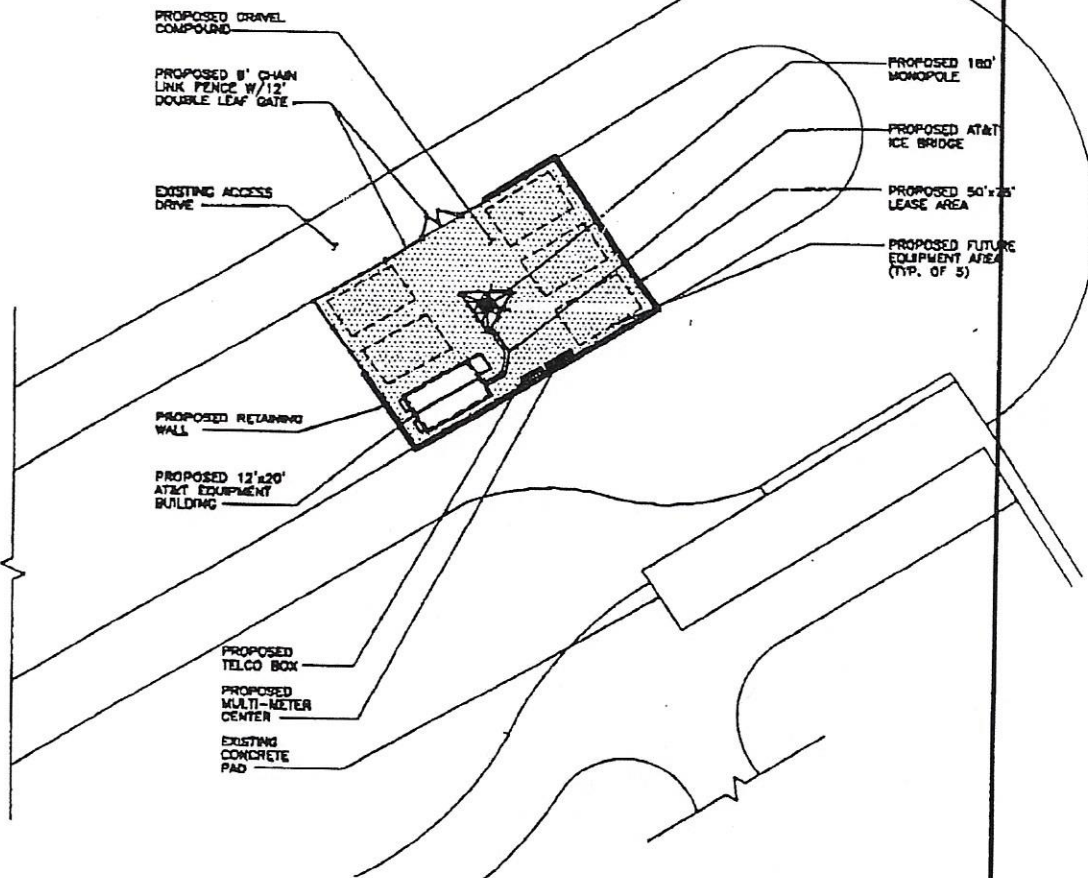 PROPOSED GRAVEL
COMPOUND
PROPOSED 8' CHAIN
LINK FENCE W/12'
DOUBLE LEAF GATE
EXISTING ACCESS
DRIVE
PROPOSED RETAINING
WALL
PROPOSED 12'x20'
AT&T EQUIPMENT
BUILDING
PROPOSED
TELCO BOX
PROPOSED
MULTI-METER
CENTER
EXISTING
CONCRETE
PAD
PROPOSED 180'
MONOPOLE
PROPOSED AT&T
ICE BRIDGE
PROPOSED 50'x75'
LEASE AREA
PROPOSED FUTURE
EQUIPMENT AREA
(TYP. OF 5)